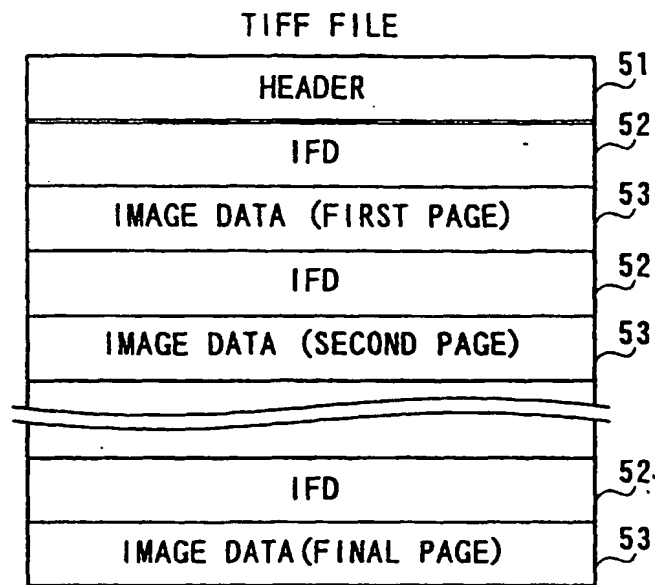 TIFF FILE
HEADER 51
IFD 52
IMAGE DATA (FIRST PAGE) 53
IFD 52
IMAGE DATA (SECOND PAGE) 53
IFD 52
IMAGE DATA(FINAL PAGE) 53